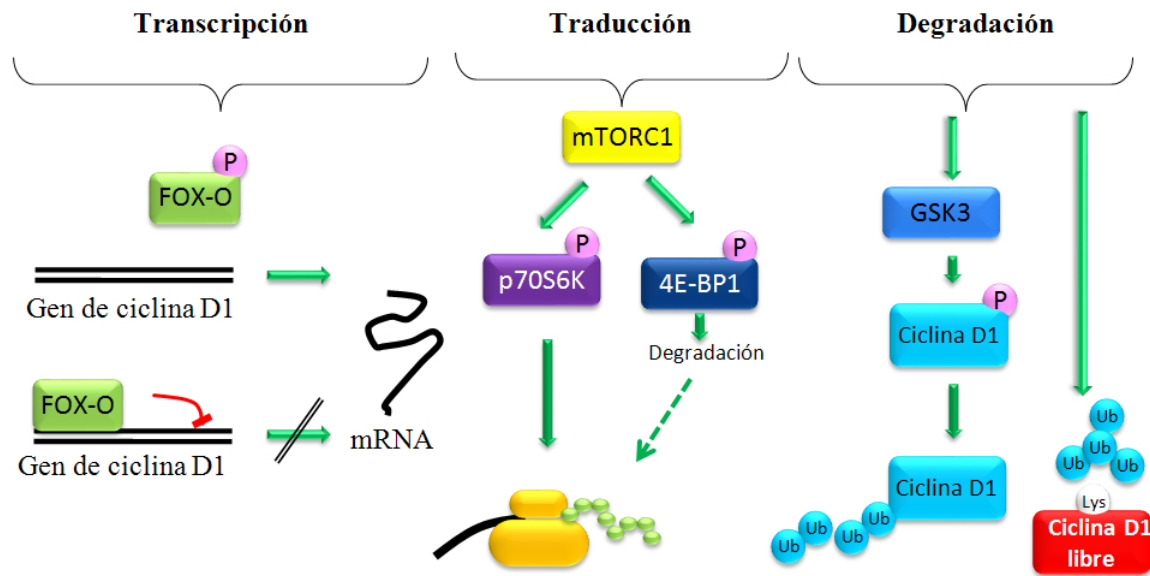 Transcripción
P
FOX-O
Gen de ciclina D1
FOX-O
Gen de ciclina D1
mRNA
Traducción
mTORC1
P
p70S6K
P
4E-BP1
Degradación
Degradación
GSK3
P
Ciclina D1
Ciclina D1
Ub
Ub
Ub
Ub
Ub
Ub
Ub
Ub
Lys
Ciclina D1
libre